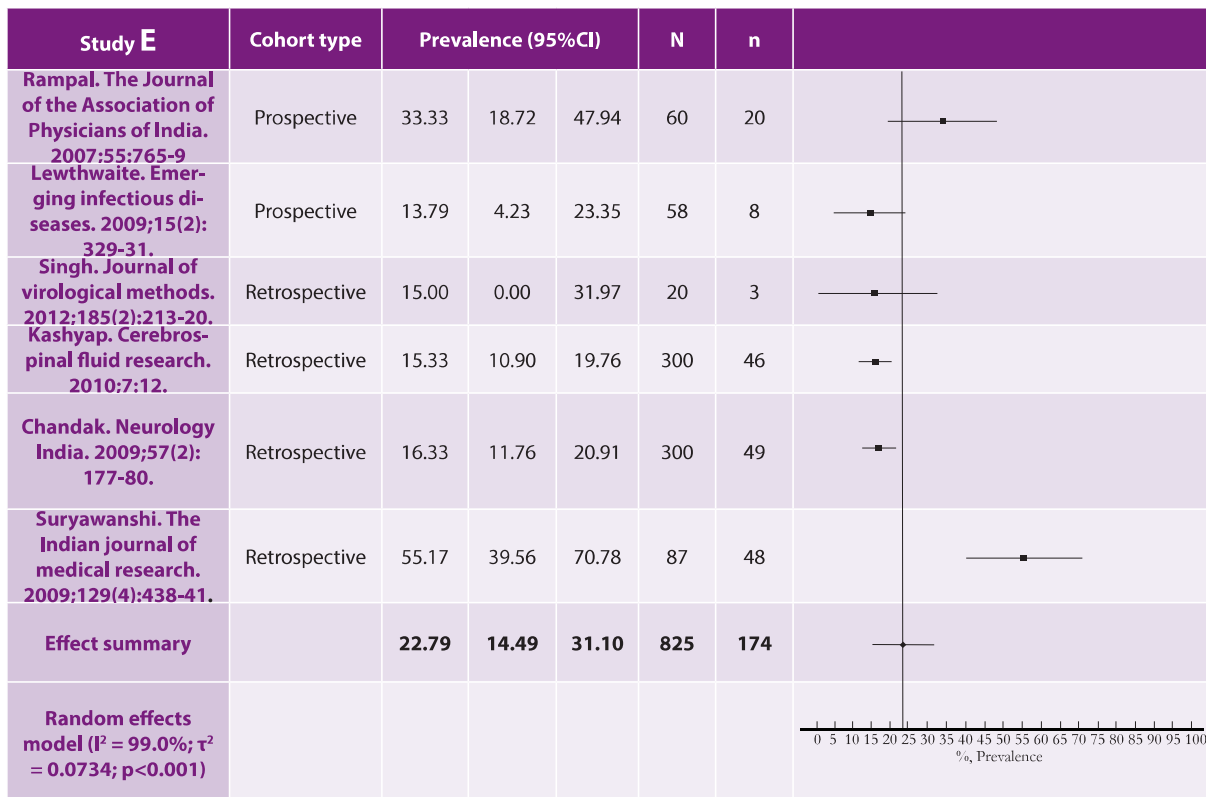 Study E Cohort type Prevalence (95%CI) N n
Rampal. The Journal
of the Association of
Physicians of India.
2007;55:765-9
Prospective 33.33 18.72 47.94 60 20
Lewthwaite. Emer-
ging infectious di-
seases. 2009;15(2):
329-31.
Prospective 13.79 4.23 23.35 58 8
Singh. Journal of
virological methods.
2012;185(2):213-20.
Retrospective 15.00 0.00 31.97 20 3
Kashyap. Cerebros-
pinal fluid research.
2010;7:12.
Retrospective 15.33 10.90 19.76 300 46
Chandak. Neurology
India. 2009;57(2):
177-80.
Retrospective 16.33 11.76 20.91 300 49
Suryawanshi. The
Indian journal of
medical research.
2009;129(4):438-41.
Retrospective 55.17 39.56 70.78 87 48
Effect summary 22.79 14.49 31.10 825 174
Random effects
model (I² = 99.0%; τ²
= 0.0734; p<0.001)
0 5 10 15 20 25 30 35 40 45 50 55 60 65 70 75 80 85 90 95 100
%, Prevalence